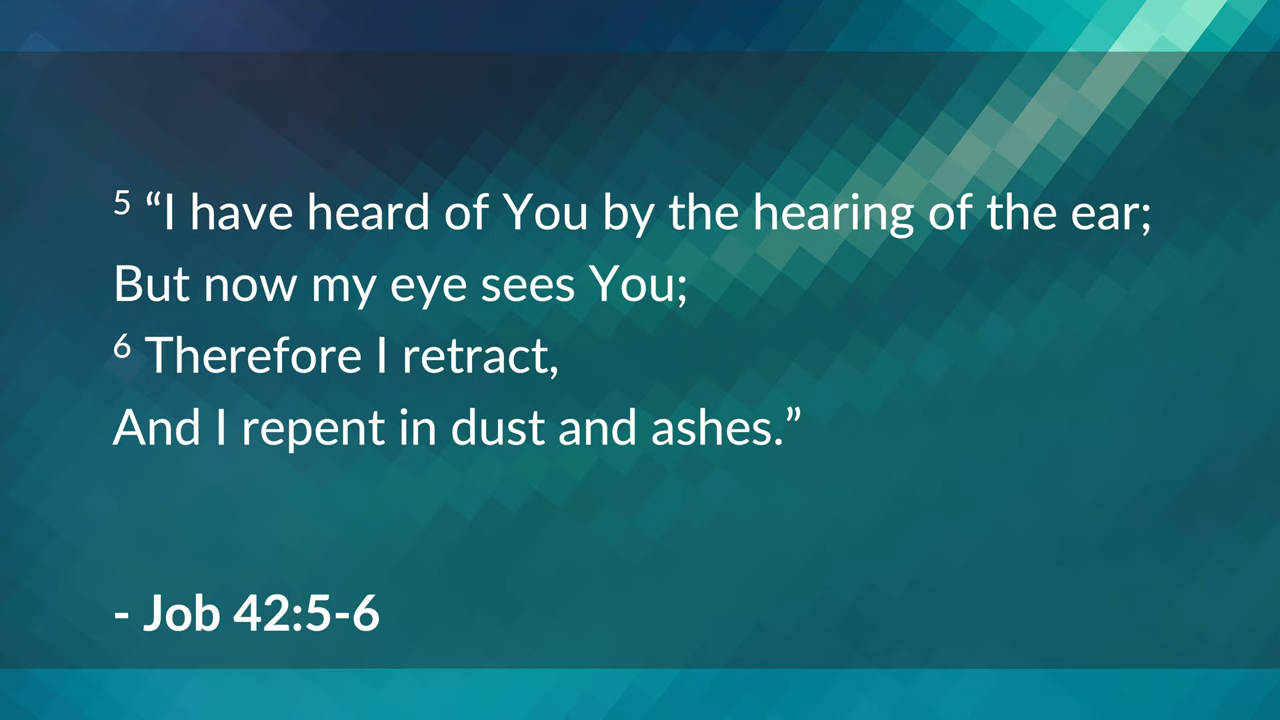 5 “I have heard of You by the hearing of the ear;
But now my eye sees You;
6 Therefore I retract,
And I repent in dust and ashes.”
- Job 42:5-6